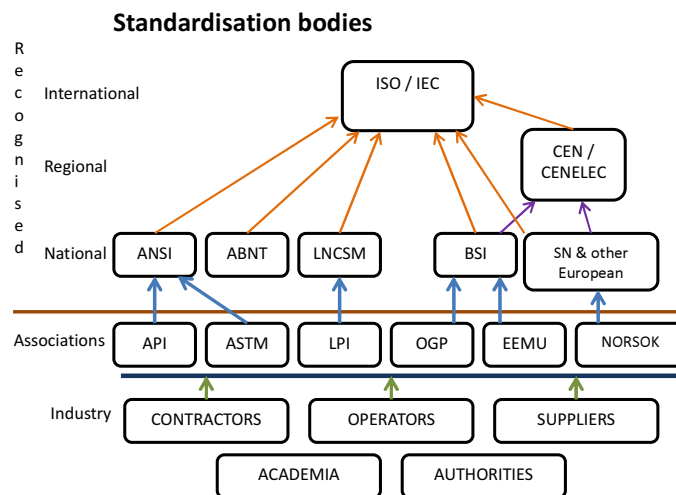 Standardisation bodies
Recognised
International
ISO / IEC
Regional
CEN /
CENELEC
National
ANSI
ABNT
LNCSM
BSI
SN & other
European
Associations
API
ASTM
LPI
OGP
EEMU
NORSOK
Industry
CONTRACTORS
OPERATORS
SUPPLIERS
ACADEMIA
AUTHORITIES